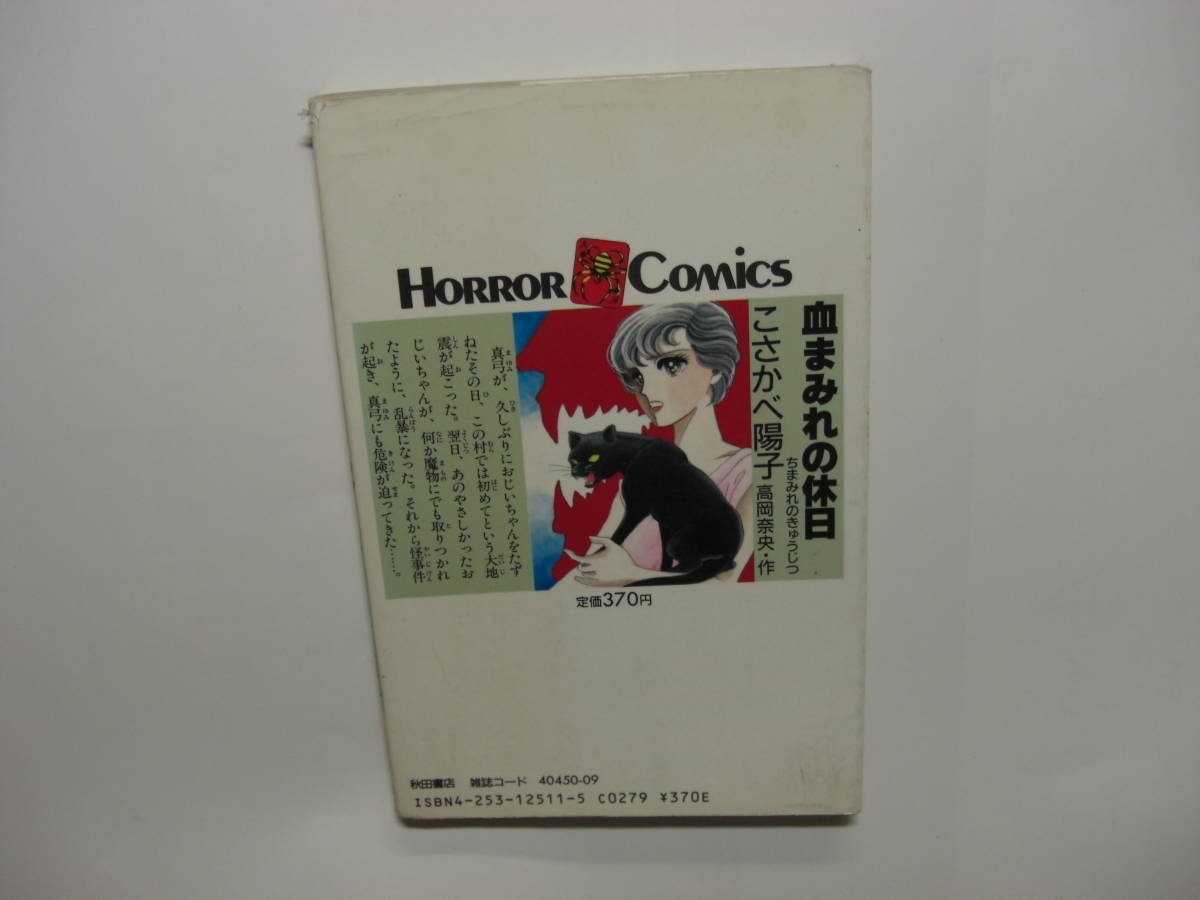 HORROR COMICS
血まみれの休日
ちまみれのきゅうじつ
こさかべ陽子
高岡奈央・作
真弓が、久しぶりにおじいちゃんをたず
ねたその日、この村では初めてという大地
震が起こった。翌日、あのやさしかったお
じいちゃんが、何か魔物にでも取りつかれ
たように、乱暴になった。それから怪事件
が起き、真弓にも危険が迫ってきた……。
定価370円
秋田書店 雑誌コード 40450-09
ISBN4-253-12511-5 C0279 ¥370E